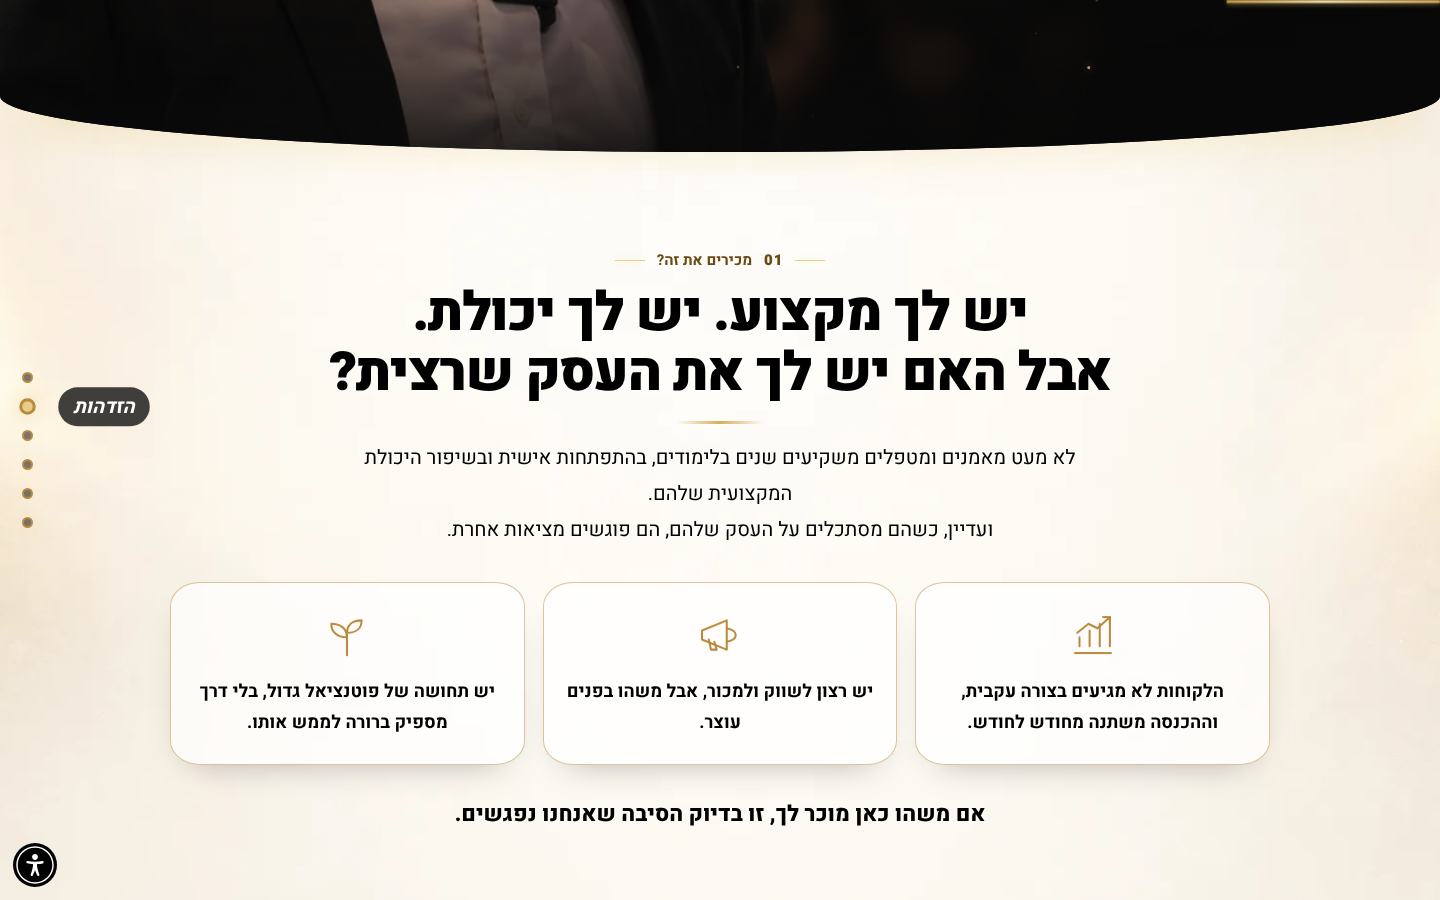 01 מכירים את זה?
יש לך מקצוע. יש לך יכולת.
אבל האם יש לך את העסק שרצית?
הזדהות
לא מעט מאמנים ומטפלים משקיעים שנים בלימודים, בהתפתחות אישית ובשיפור היכולת
המקצועית שלהם.
ועדיין, כשהם מסתכלים על העסק שלהם, הם פוגשים מציאות אחרת.
הלקוחות לא מגיעים בצורה עקבית,
וההכנסה משתנה מחודש לחודש.
יש רצון לשווק ולמכור, אבל משהו בפנים
עוצר.
יש תחושה של פוטנציאל גדול, בלי דרך
מספיק ברורה לממש אותו.
אם משהו כאן מוכר לך, זו בדיוק הסיבה שאנחנו נפגשים.